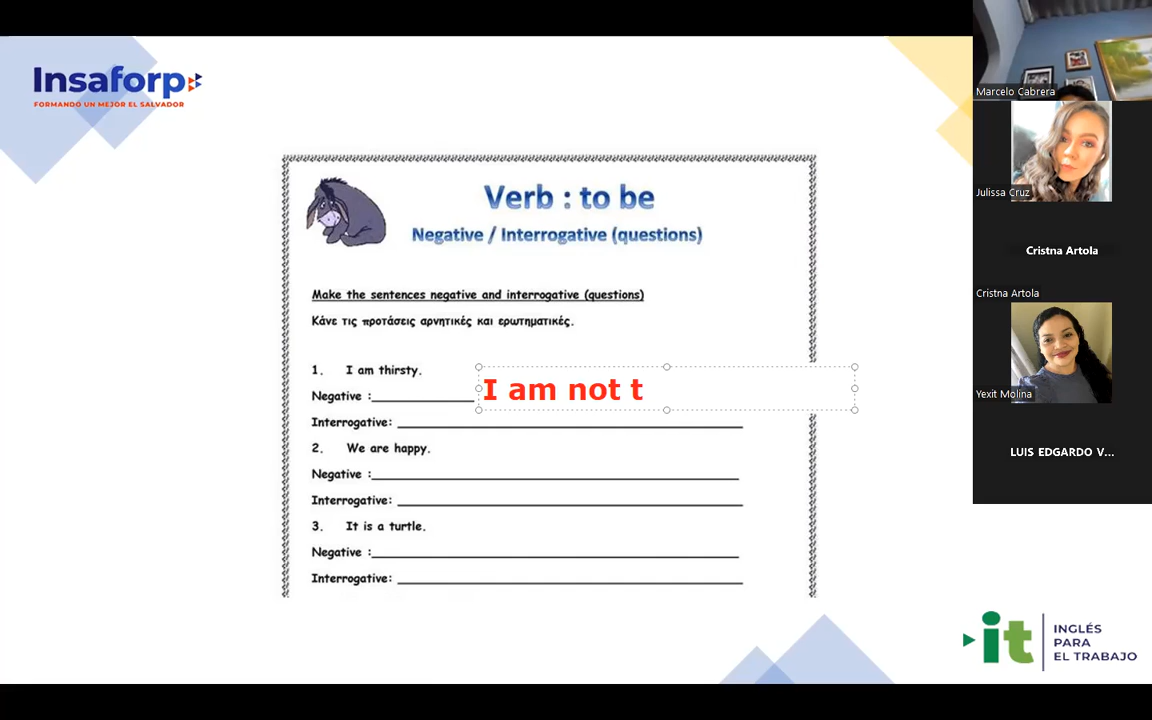 Insaforp
FORMANDO UN MEJOR EL SALVADOR
Verb : to be
Negative / Interrogative (questions)
Make the sentences negative and interrogative (questions)
Κάνε τις προτάσεις αρνητικές και ερωτηματικές.
1. I am thirsty.
Negative :
I am not t
Interrogative:
2. We are happy.
Negative :
Interrogative:
3. It is a turtle.
Negative :
Interrogative:
it
INGLÉS
PARA
EL TRABAJO
Marcelo Cabrera
Julissa Cruz
Cristna Artola
Cristna Artola
Yexit Molina
LUIS EDGARDO V...